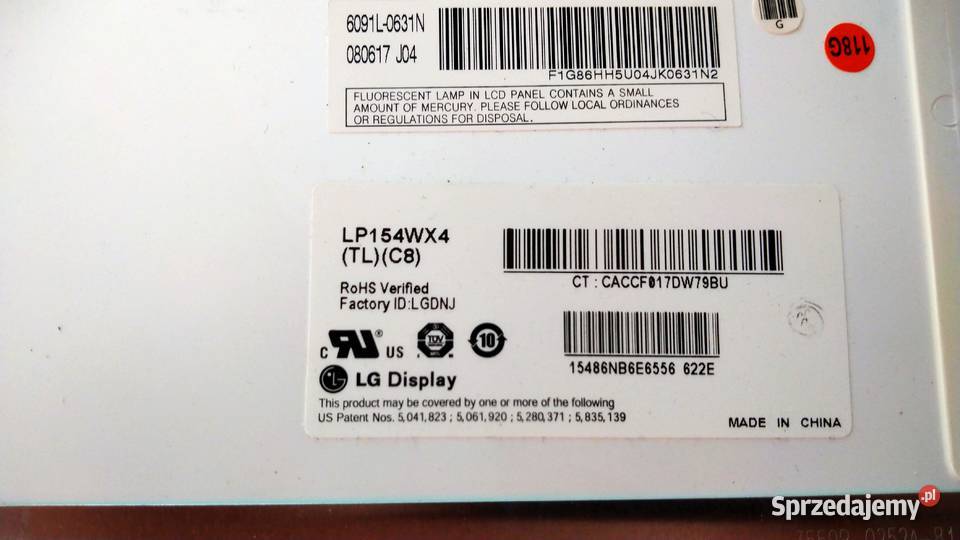 6091L-0631N
080617 J04
F1G86HH5U04JK0631N2
G
118G
FLUORESCENT LAMP IN LCD PANEL CONTAINS A SMALL
AMOUNT OF MERCURY. PLEASE FOLLOW LOCAL ORDINANCES
OR REGULATIONS FOR DISPOSAL.
LP154WX4
(TL)(C8)
CT : CACCF017DW79BU
RoHS Verified
Factory ID:LGDNJ
c RU ® US
TUV
10
15486NB6E6556 622E
LG Display
This product may be covered by one or more of the following
US Patent Nos. 5,041,823 ; 5,061,920 ; 5,280,371 ; 5,835,139
MADE IN CHINA
Sprzedajemy.pl